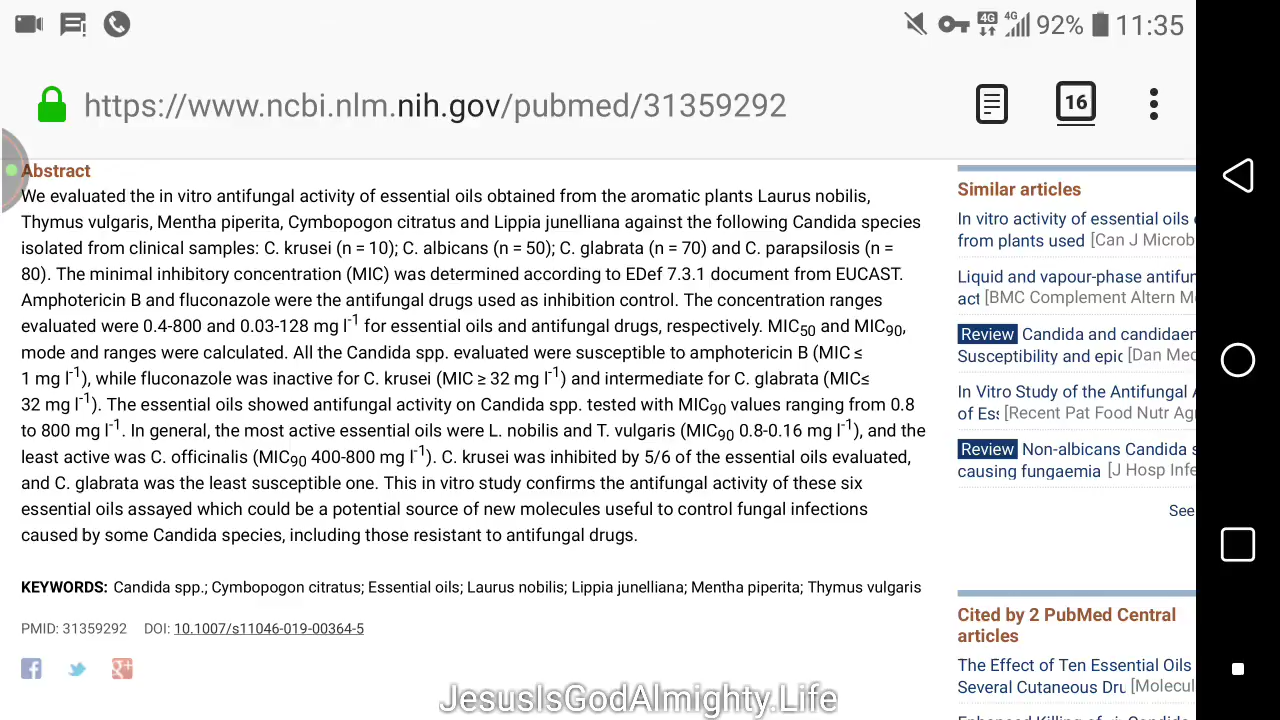 4G 4G 92% 11:35
https://www.ncbi.nlm.nih.gov/pubmed/31359292
16
Abstract
We evaluated the in vitro antifungal activity of essential oils obtained from the aromatic plants Laurus nobilis,
Thymus vulgaris, Mentha piperita, Cymbopogon citratus and Lippia junelliana against the following Candida species
isolated from clinical samples: C. krusei (n = 10); C. albicans (n = 50); C. glabrata (n = 70) and C. parapsilosis (n =
80). The minimal inhibitory concentration (MIC) was determined according to EDef 7.3.1 document from EUCAST.
Amphotericin B and fluconazole were the antifungal drugs used as inhibition control. The concentration ranges
evaluated were 0.4-800 and 0.03-128 mg l-1 for essential oils and antifungal drugs, respectively. MIC50 and MIC90,
mode and ranges were calculated. All the Candida spp. evaluated were susceptible to amphotericin B (MIC ≤
1 mg l-1), while fluconazole was inactive for C. krusei (MIC ≥ 32 mg l-1) and intermediate for C. glabrata (MIC≤
32 mg l-1). The essential oils showed antifungal activity on Candida spp. tested with MIC90 values ranging from 0.8
to 800 mg l-1. In general, the most active essential oils were L. nobilis and T. vulgaris (MIC90 0.8-0.16 mg l-1), and the
least active was C. officinalis (MIC90 400-800 mg l-1). C. krusei was inhibited by 5/6 of the essential oils evaluated,
and C. glabrata was the least susceptible one. This in vitro study confirms the antifungal activity of these six
essential oils assayed which could be a potential source of new molecules useful to control fungal infections
caused by some Candida species, including those resistant to antifungal drugs.
KEYWORDS: Candida spp.; Cymbopogon citratus; Essential oils; Laurus nobilis; Lippia junelliana; Mentha piperita; Thymus vulgaris
PMID: 31359292 DOI: 10.1007/s11046-019-00364-5
Similar articles
In vitro activity of essential oils
from plants used [Can J Microb
Liquid and vapour-phase antifun
act [BMC Complement Altern M
Review Candida and candidaem
Susceptibility and epic [Dan Med
In Vitro Study of the Antifungal
of Es [Recent Pat Food Nutr Agr
Review Non-albicans Candida s
causing fungaemia [J Hosp Infe
See
Cited by 2 PubMed Central
articles
The Effect of Ten Essential Oils
Several Cutaneous Dru [Molecul
JesusIsGodAlmighty.Life